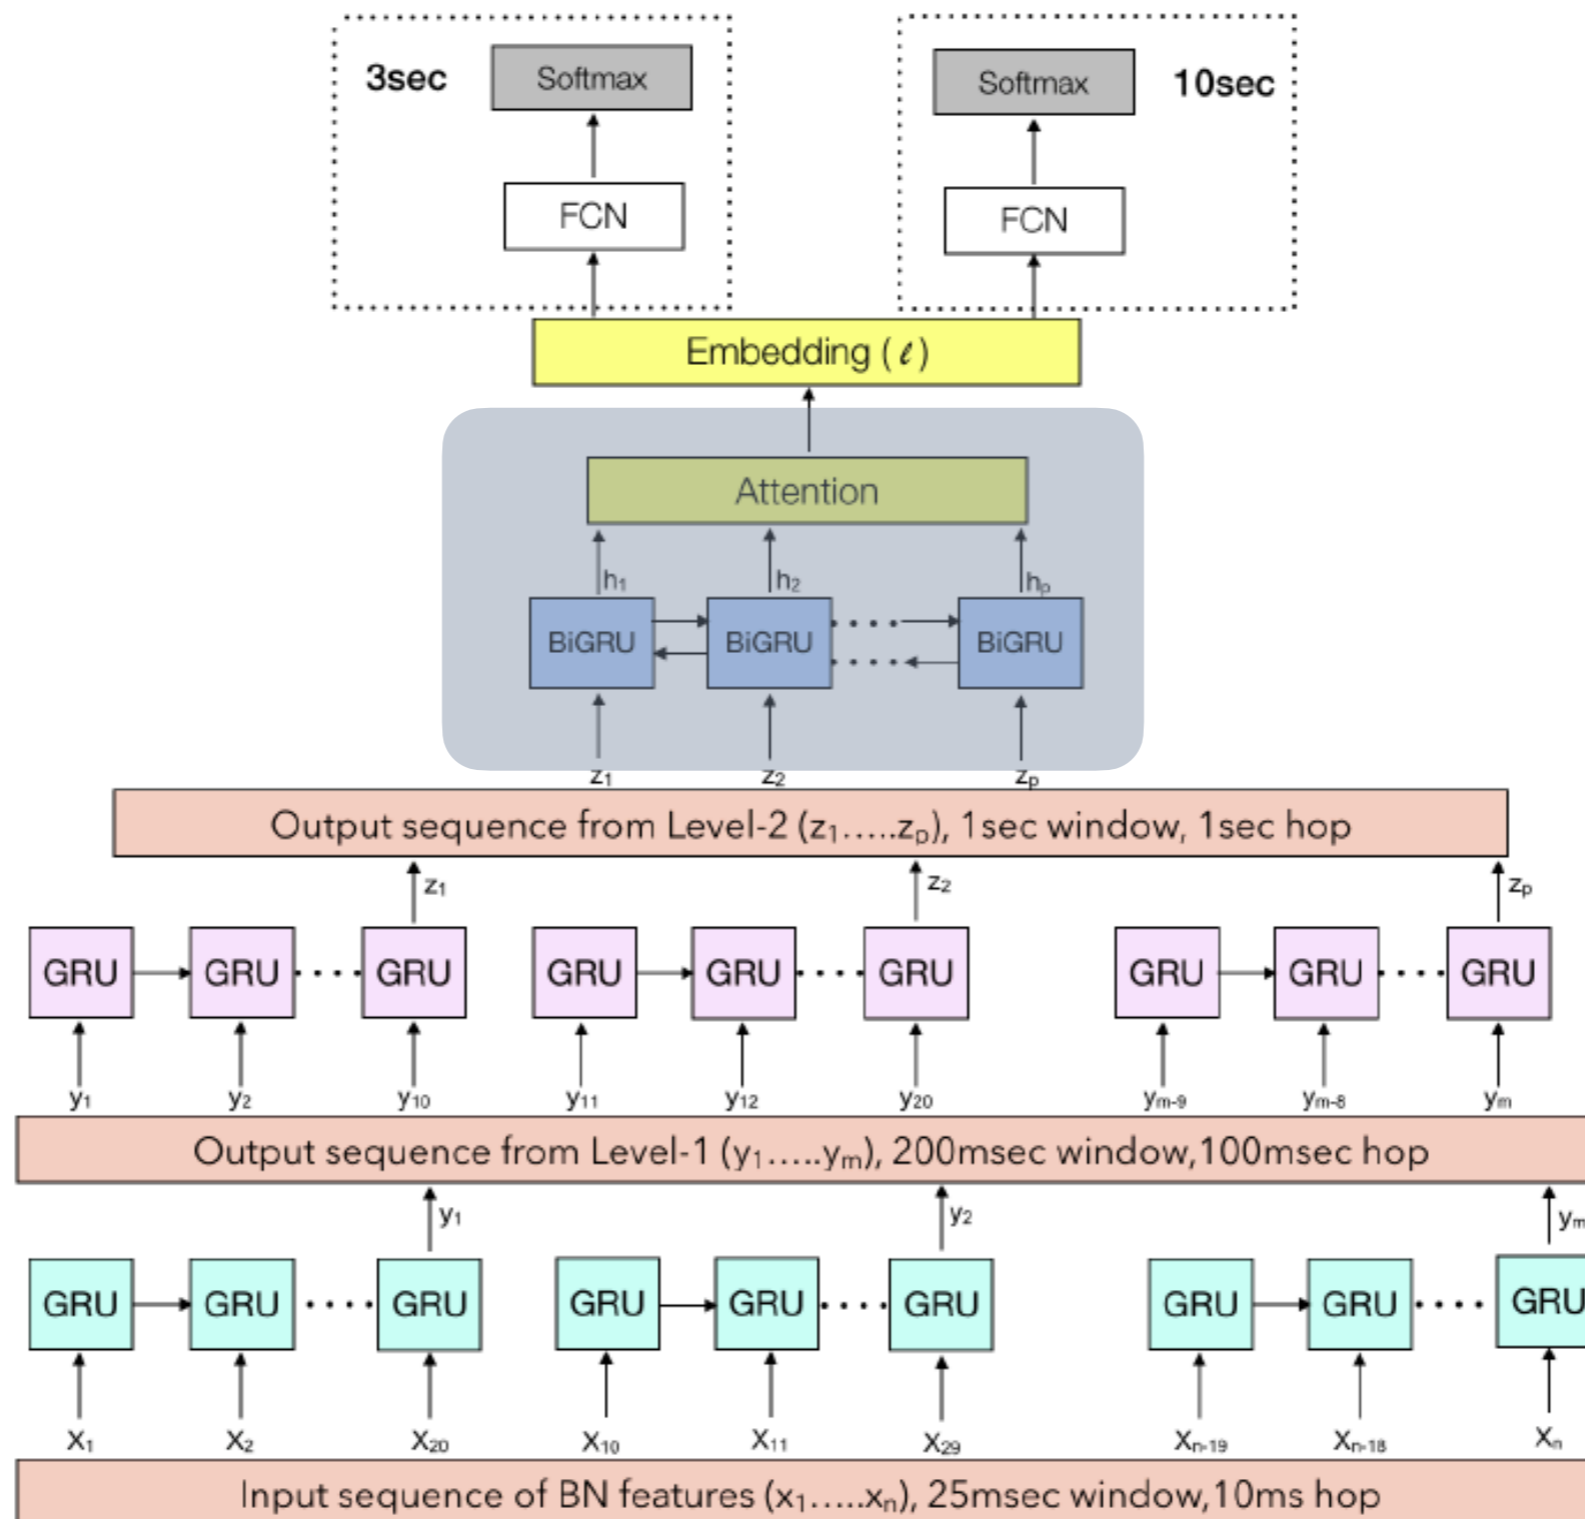 3sec Softmax Softmax 10sec
FCN FCN
Embedding (ℓ)
Attention
h₁ h₂ hₚ
BiGRU BiGRU BiGRU
z₁ z₂ zₚ
Output sequence from Level-2 (z₁.....zₚ), 1sec window, 1sec hop
z₁ z₂ zₚ
GRU GRU GRU GRU GRU GRU GRU GRU GRU
y₁ y₂ y₁₀ y₁₁ y₁₂ y₂₀ yₘ₋₉ yₘ₋₈ yₘ
Output sequence from Level-1 (y₁.....yₘ), 200msec window,100msec hop
y₁ y₂ yₘ
GRU GRU GRU GRU GRU GRU GRU GRU GRU
X₁ X₂ X₂₀ X₁₀ X₁₁ X₂₉ Xₙ₋₁₉ Xₙ₋₁₈ Xₙ
Input sequence of BN features (x₁.....xₙ), 25msec window,10ms hop